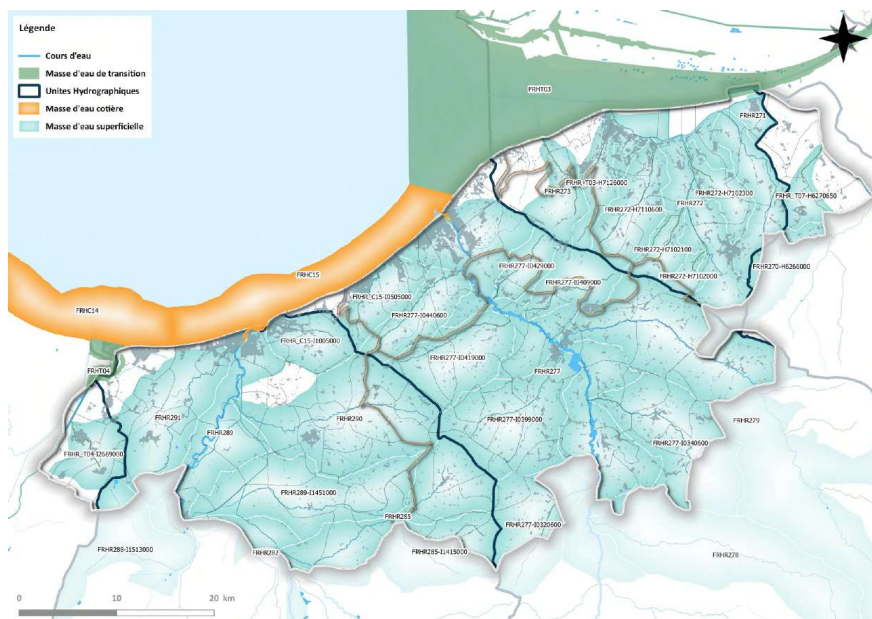 Légende
Cours d'eau
Masse d'eau de transition
Unites Hydrographiques
Masse d'eau cotière
Masse d'eau superficielle
FRHT03
FRHR271
FRHR_T03-H7126000
FRHR273
FRHR272-H7102300
FRHR_T07-H6270650
FRHR272
FRHR272-H7110600
FRHR272-H7102100
FRHR277-I0429000
FRHR270-H6266000
FRHR272-H7102000
FRHC15
FRHR277-I0409000
FRHR_C15-I0505000
FRHC14
FRHR277-I0440600
FRHR_C15-I1005000
FRHR277-I0419000
FRHT04
FRHR277
FRHR279
FRHR291
FRHR290
FRHR277-I0399000
FRHR289
FRHR277-I0340600
FRHR_T04-I2669000
FRHR289-I1451000
FRHR285
FRHR277-I0320600
FRHR288-I1513000
FRHR287
FRHR285-I1415000
FRHR278
0 10 20 km